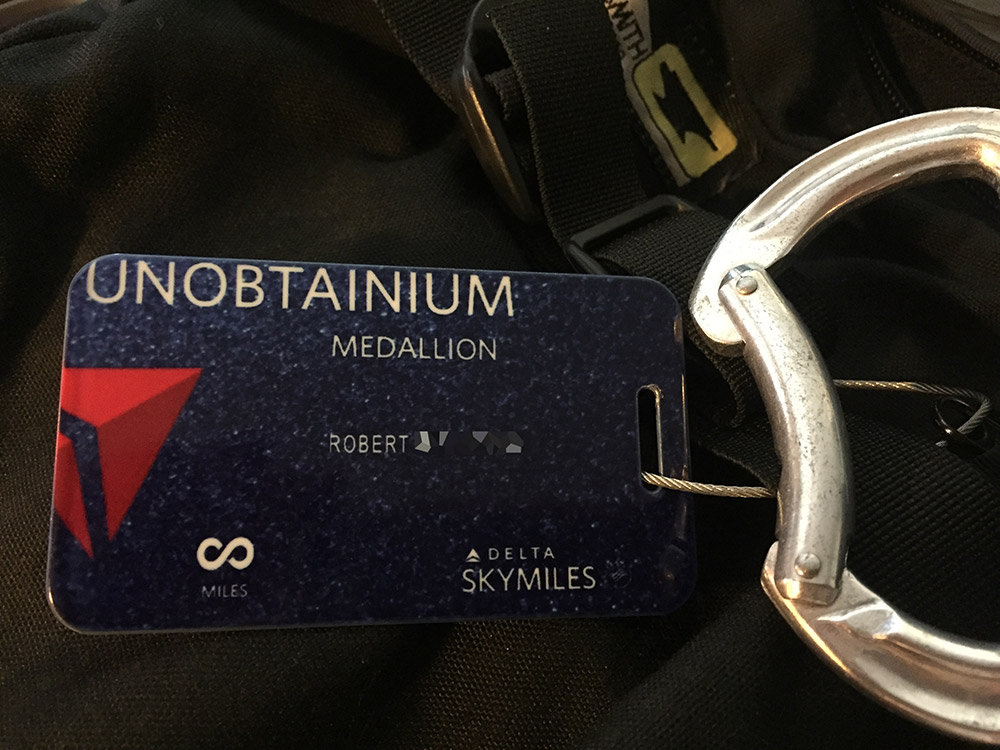 UNOBTAINIUM
MEDALLION
ROBERT
∞
MILES
DELTA
SKYMILES